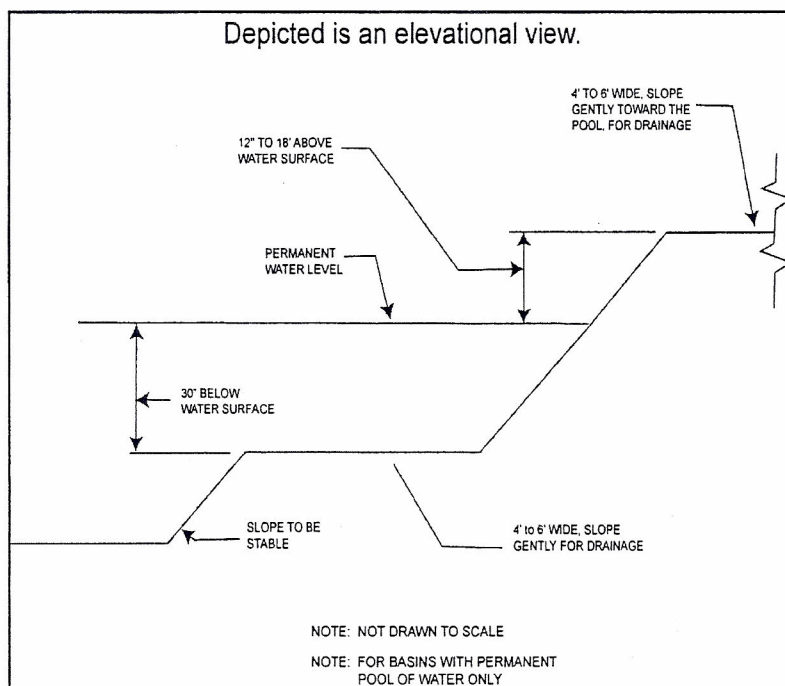 Depicted is an elevational view.
4' TO 6' WIDE, SLOPE
GENTLY TOWARD THE
POOL, FOR DRAINAGE
12" TO 18' ABOVE
WATER SURFACE
PERMANENT
WATER LEVEL
30" BELOW
WATER SURFACE
SLOPE TO BE
STABLE
4' to 6' WIDE, SLOPE
GENTLY FOR DRAINAGE
NOTE: NOT DRAWN TO SCALE
NOTE: FOR BASINS WITH PERMANENT
POOL OF WATER ONLY